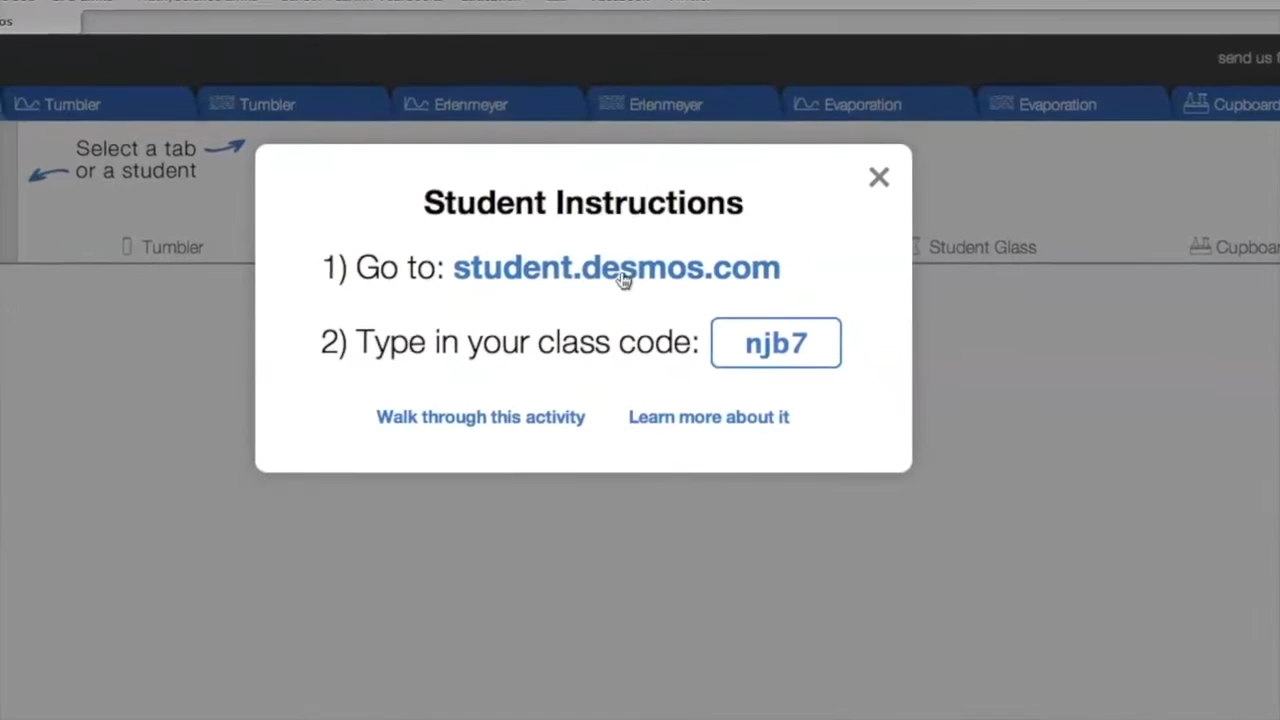 os
send us
Tumbler
Tumbler
Erlenmeyer
Erlenmeyer
Evaporation
Evaporation
Cupboard
Select a tab
or a student
Tumbler
Student Glass
Student Instructions
1) Go to: student.desmos.com
2) Type in your class code: njb7
Walk through this activity
Learn more about it